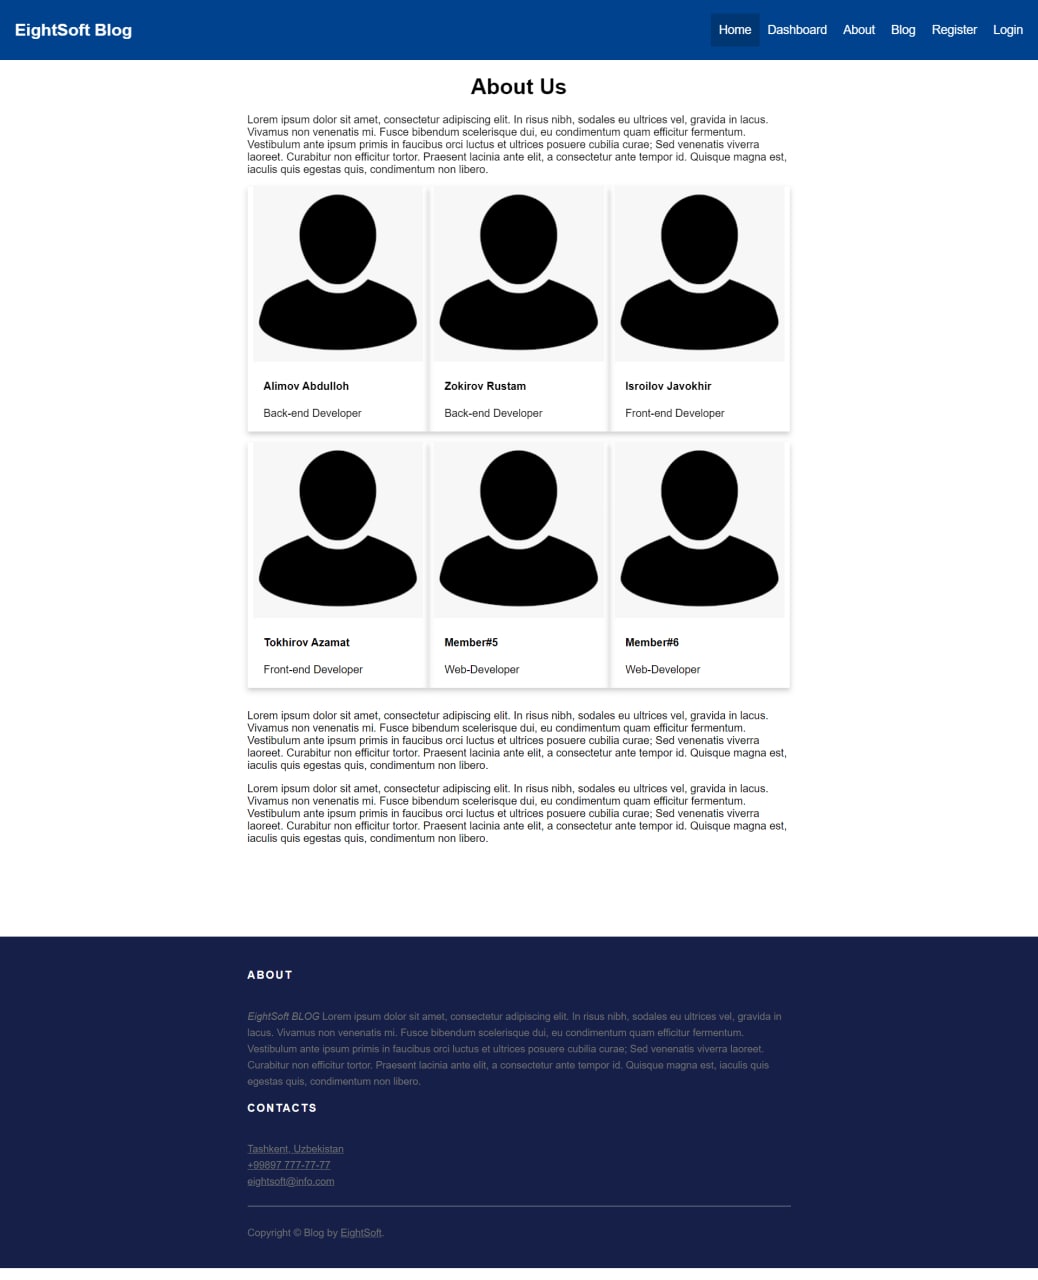 EightSoft Blog
Home Dashboard About Blog Register Login
About Us
Lorem ipsum dolor sit amet, consectetur adipiscing elit. In risus nibh, sodales eu ultrices vel, gravida in lacus.
Vivamus non venenatis mi. Fusce bibendum scelerisque dui, eu condimentum quam efficitur fermentum.
Vestibulum ante ipsum primis in faucibus orci luctus et ultrices posuere cubilia curae; Sed venenatis viverra
laoreet. Curabitur non efficitur tortor. Praesent lacinia ante elit, a consectetur ante tempor id. Quisque magna est,
iaculis quis egestas quis, condimentum non libero.
Alimov Abdulloh
Back-end Developer
Zokirov Rustam
Back-end Developer
Isroilov Javokhir
Front-end Developer
Tokhirov Azamat
Front-end Developer
Member#5
Web-Developer
Member#6
Web-Developer
Lorem ipsum dolor sit amet, consectetur adipiscing elit. In risus nibh, sodales eu ultrices vel, gravida in lacus.
Vivamus non venenatis mi. Fusce bibendum scelerisque dui, eu condimentum quam efficitur fermentum.
Vestibulum ante ipsum primis in faucibus orci luctus et ultrices posuere cubilia curae; Sed venenatis viverra
laoreet. Curabitur non efficitur tortor. Praesent lacinia ante elit, a consectetur ante tempor id. Quisque magna est,
iaculis quis egestas quis, condimentum non libero.
Lorem ipsum dolor sit amet, consectetur adipiscing elit. In risus nibh, sodales eu ultrices vel, gravida in lacus.
Vivamus non venenatis mi. Fusce bibendum scelerisque dui, eu condimentum quam efficitur fermentum.
Vestibulum ante ipsum primis in faucibus orci luctus et ultrices posuere cubilia curae; Sed venenatis viverra
laoreet. Curabitur non efficitur tortor. Praesent lacinia ante elit, a consectetur ante tempor id. Quisque magna est,
iaculis quis egestas quis, condimentum non libero.
ABOUT
EightSoft BLOG Lorem ipsum dolor sit amet, consectetur adipiscing elit. In risus nibh, sodales eu ultrices vel, gravida in
lacus. Vivamus non venenatis mi. Fusce bibendum scelerisque dui, eu condimentum quam efficitur fermentum.
Vestibulum ante ipsum primis in faucibus orci luctus et ultrices posuere cubilia curae; Sed venenatis viverra laoreet.
Curabitur non efficitur tortor. Praesent lacinia ante elit, a consectetur ante tempor id. Quisque magna est, iaculis quis
egestas quis, condimentum non libero.
CONTACTS
Tashkent, Uzbekistan
+99897 777-77-77
eightsoft@info.com
Copyright © Blog by EightSoft.